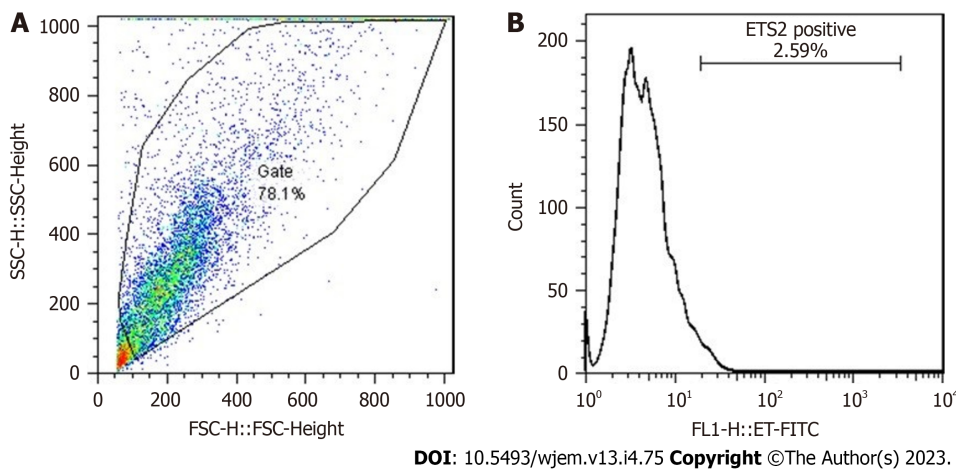 A
1000
800
600
400
200
0
SSC-H::SSC-Height
Gate
78.1%
0 200 400 600 800 1000
FSC-H::FSC-Height
B
200
150
100
50
0
Count
ETS2 positive
2.59%
10⁰ 10¹ 10² 10³ 10⁴
FL1-H::ET-FITC
DOI: 10.5493/wjem.v13.i4.75 Copyright ©The Author(s) 2023.